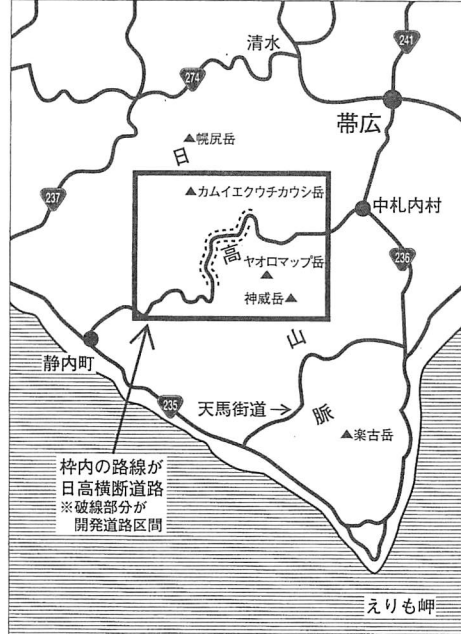 清水
241
274
帯広
幌尻岳
日
カムイエクウチカウシ岳
237
中札内村
高
ヤオロマップ岳
236
神威岳
山
静内町
235
天馬街道→
脈
楽古岳
枠内の路線が
日高横断道路
※破線部分が
開発道路区間
えりも岬